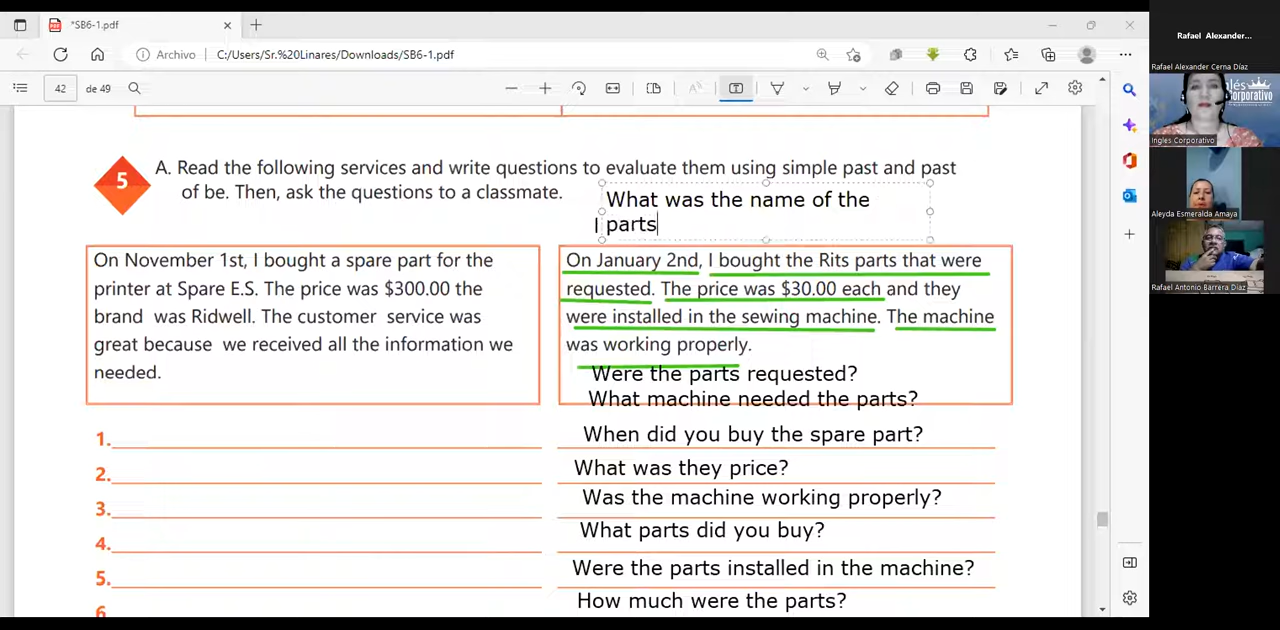 *SB6-1.pdf
Archivo
C:/Users/Sr.%20Linares/Downloads/SB6-1.pdf
42 de 49
5
A. Read the following services and write questions to evaluate them using simple past and past
of be. Then, ask the questions to a classmate.
What was the name of the
parts
On November 1st, I bought a spare part for the
printer at Spare E.S. The price was $300.00 the
brand was Ridwell. The customer service was
great because we received all the information we
needed.
On January 2nd, I bought the Rits parts that were
requested. The price was $30.00 each and they
were installed in the sewing machine. The machine
was working properly.
Were the parts requested?
What machine needed the parts?
1.
When did you buy the spare part?
2.
What was they price?
3.
Was the machine working properly?
4.
What parts did you buy?
5.
Were the parts installed in the machine?
6
How much were the parts?
Rafael Alexander...
Rafael Alexander Cerna Díaz
Inglés Corporativo
Ingles Corporativo
Aleyda Esmeralda Amaya
Rafael Antonio Barrera Díaz